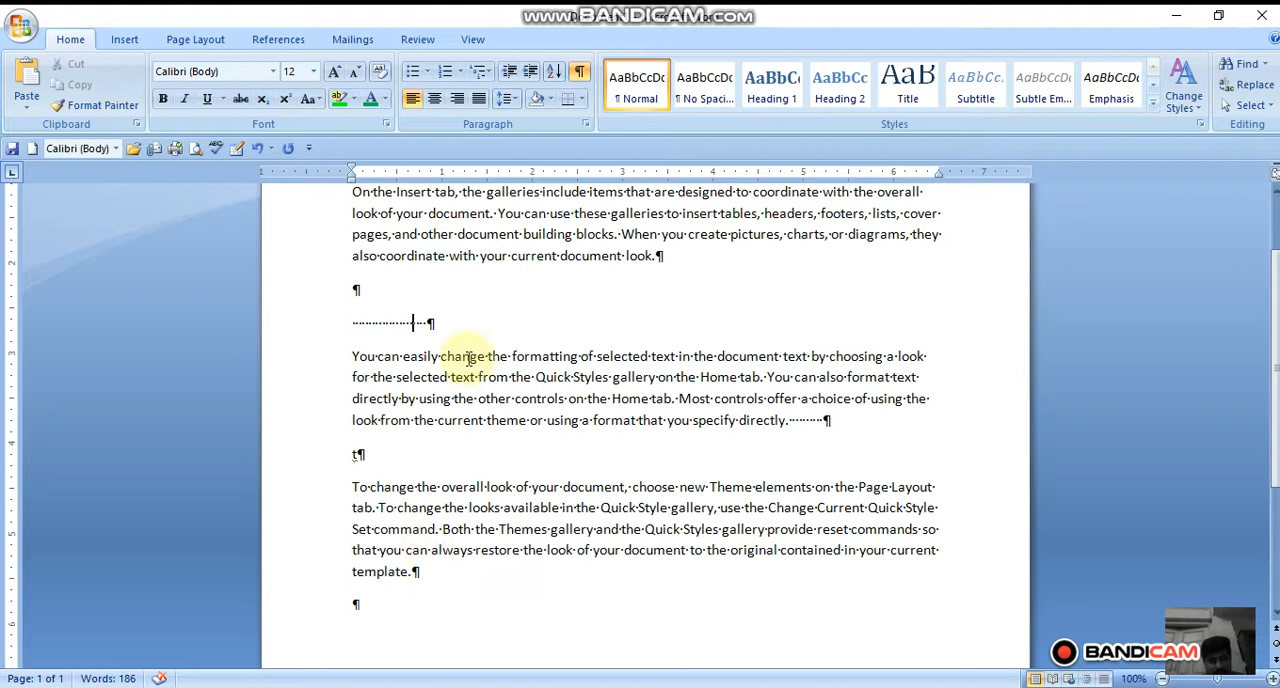 www.BANDICAM.COM
Home Insert Page Layout References Mailings Review View
Paste
Cut
Copy
Format Painter
Clipboard
Calibri (Body) 12
Font
Paragraph
AaBbCcDc AaBbCcDc AaBbCc AaBbCc AaB AaBbCc. AaBbCcDc AaBbCcDc
¶ Normal ¶ No Spaci... Heading 1 Heading 2 Title Subtitle Subtle Em... Emphasis
Styles
Change
Styles
Find
Replace
Select
Editing
Calibri (Body)
1 1 2 3 4 5 6 7
On·the·Insert·tab,·the·galleries·include·items·that·are·designed·to·coordinate·with·the·overall·
look·of·your·document.·You·can·use·these·galleries·to·insert·tables,·headers,·footers,·lists,·cover·
pages,·and·other·document·building·blocks.·When·you·create·pictures,·charts,·or·diagrams,·they·
also·coordinate·with·your·current·document·look.¶
¶
¶
You·can·easily·change·the·formatting·of·selected·text·in·the·document·text·by·choosing·a·look·
for·the·selected·text·from·the·Quick·Styles·gallery·on·the·Home·tab.·You·can·also·format·text·
directly·by·using·the·other·controls·on·the·Home·tab.·Most·controls·offer·a·choice·of·using·the·
look·from·the·current·theme·or·using·a·format·that·you·specify·directly.·········¶
t¶
To·change·the·overall·look·of·your·document,·choose·new·Theme·elements·on·the·Page·Layout·
tab.·To·change·the·looks·available·in·the·Quick·Style·gallery,·use·the·Change·Current·Quick·Style·
Set·command.·Both·the·Themes·gallery·and·the·Quick·Styles·gallery·provide·reset·commands·so·
that·you·can·always·restore·the·look·of·your·document·to·the·original·contained·in·your·current·
template.¶
¶
BANDICAM
Page: 1 of 1 Words: 186 100%